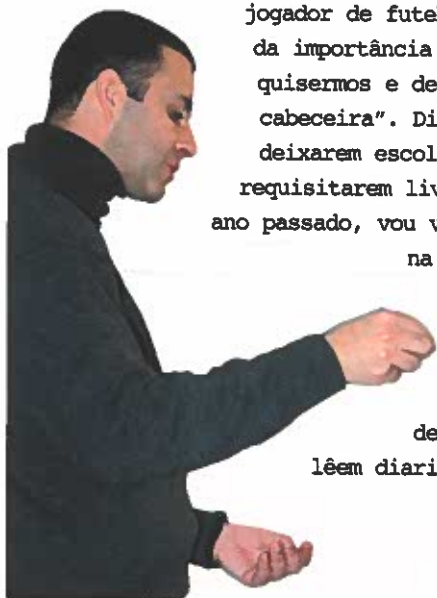 jogador de fute
da importância
quisermos e de
cabeceira". Di
deixarem escol
requisitarem liv
ano passado, vou v
na
de
lêem diari